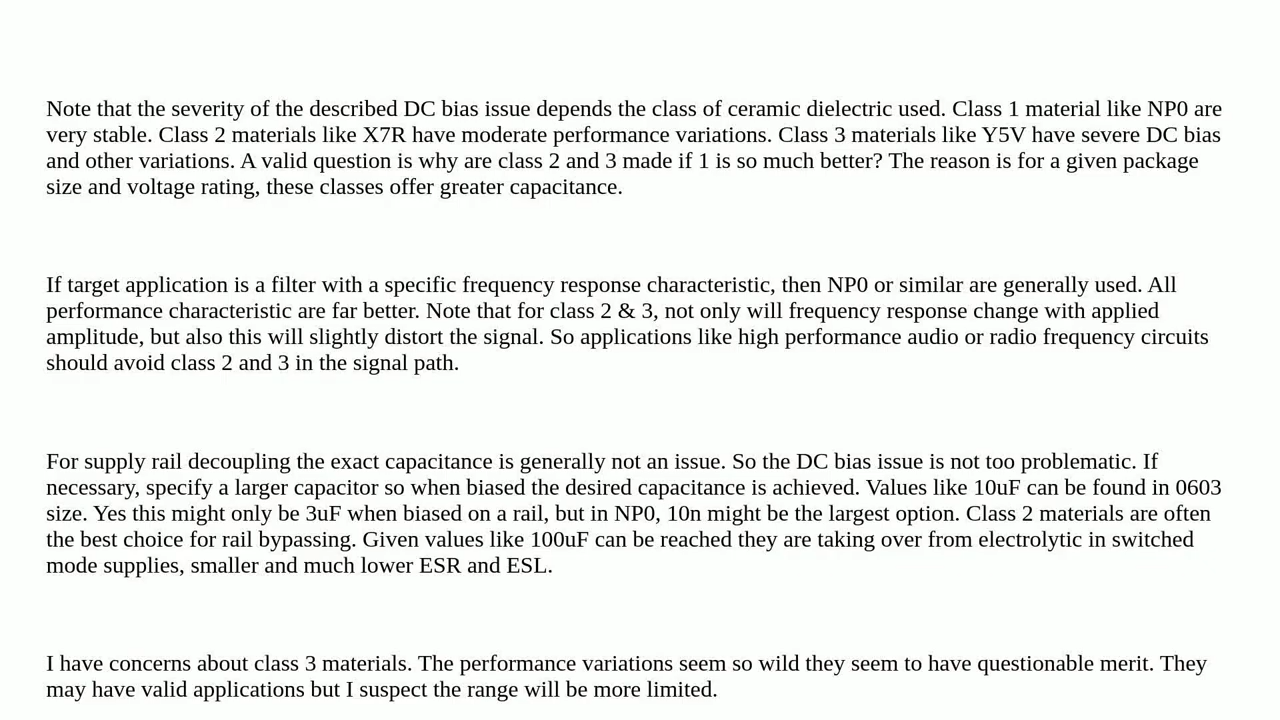 Note that the severity of the described DC bias issue depends the class of ceramic dielectric used. Class 1 material like NP0 are
very stable. Class 2 materials like X7R have moderate performance variations. Class 3 materials like Y5V have severe DC bias
and other variations. A valid question is why are class 2 and 3 made if 1 is so much better? The reason is for a given package
size and voltage rating, these classes offer greater capacitance.
If target application is a filter with a specific frequency response characteristic, then NP0 or similar are generally used. All
performance characteristic are far better. Note that for class 2 & 3, not only will frequency response change with applied
amplitude, but also this will slightly distort the signal. So applications like high performance audio or radio frequency circuits
should avoid class 2 and 3 in the signal path.
For supply rail decoupling the exact capacitance is generally not an issue. So the DC bias issue is not too problematic. If
necessary, specify a larger capacitor so when biased the desired capacitance is achieved. Values like 10uF can be found in 0603
size. Yes this might only be 3uF when biased on a rail, but in NP0, 10n might be the largest option. Class 2 materials are often
the best choice for rail bypassing. Given values like 100uF can be reached they are taking over from electrolytic in switched
mode supplies, smaller and much lower ESR and ESL.
I have concerns about class 3 materials. The performance variations seem so wild they seem to have questionable merit. They
may have valid applications but I suspect the range will be more limited.